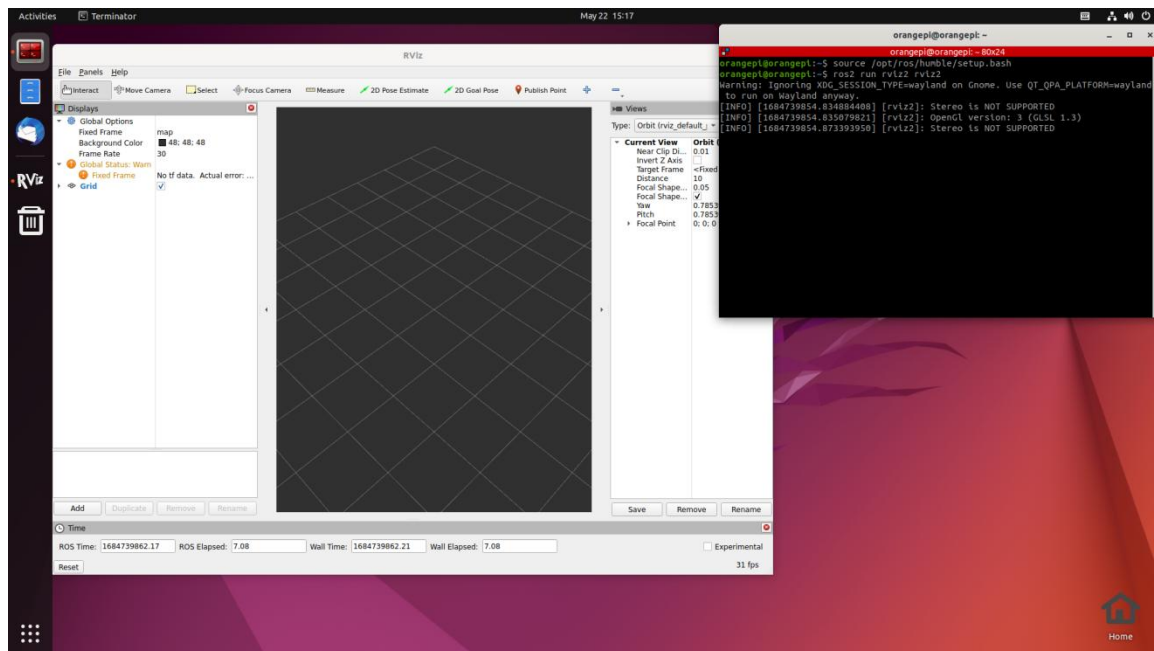 Activities Terminator May 22 15:17
orangepi@orangepi: ~
orangepi@orangepi: ~ 80x24
orangepi@orangepi:~$ source /opt/ros/humble/setup.bash
orangepi@orangepi:~$ ros2 run rviz2 rviz2
Warning: Ignoring XDG_SESSION_TYPE=wayland on Gnome. Use QT_QPA_PLATFORM=wayland
to run on Wayland anyway.
[INFO] [1684739854.834884408] [rviz2]: Stereo is NOT SUPPORTED
[INFO] [1684739854.835079821] [rviz2]: OpenGl version: 3 (GLSL 1.3)
[INFO] [1684739854.873393950] [rviz2]: Stereo is NOT SUPPORTED
RViz
File Panels Help
Interact Move Camera Select Focus Camera Measure 2D Pose Estimate 2D Goal Pose Publish Point
Displays
Global Options
Fixed Frame map
Background Color 48; 48; 48
Frame Rate 30
Global Status: Warn
Fixed Frame No tf data. Actual error: ...
Grid
Add Duplicate Remove Rename
Views
Type: Orbit (rviz_default_
Current View Orbit (
Near Clip Di... 0.01
Invert Z Axis
Target Frame <Fixed
Distance 10
Focal Shape... 0.05
Focal Shape...
Yaw 0.7853
Pitch 0.7853
Focal Point 0; 0; 0
Save Remove Rename
Time
ROS Time: 1684739862.17 ROS Elapsed: 7.08 Wall Time: 1684739862.21 Wall Elapsed: 7.08 Experimental
Reset 31 fps
RViz
Home